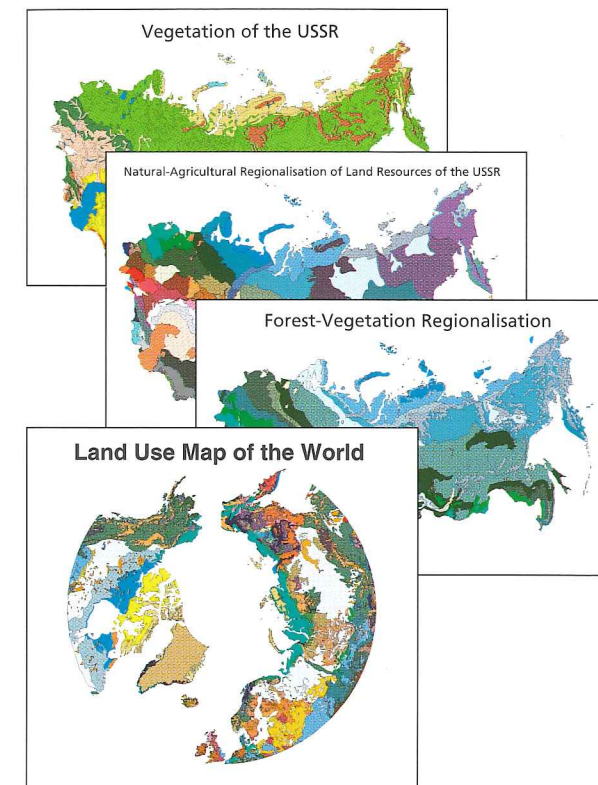 Vegetation of the USSR
Natural-Agricultural Regionalisation of Land Resources of the USSR
Forest-Vegetation Regionalisation
Land Use Map of the World